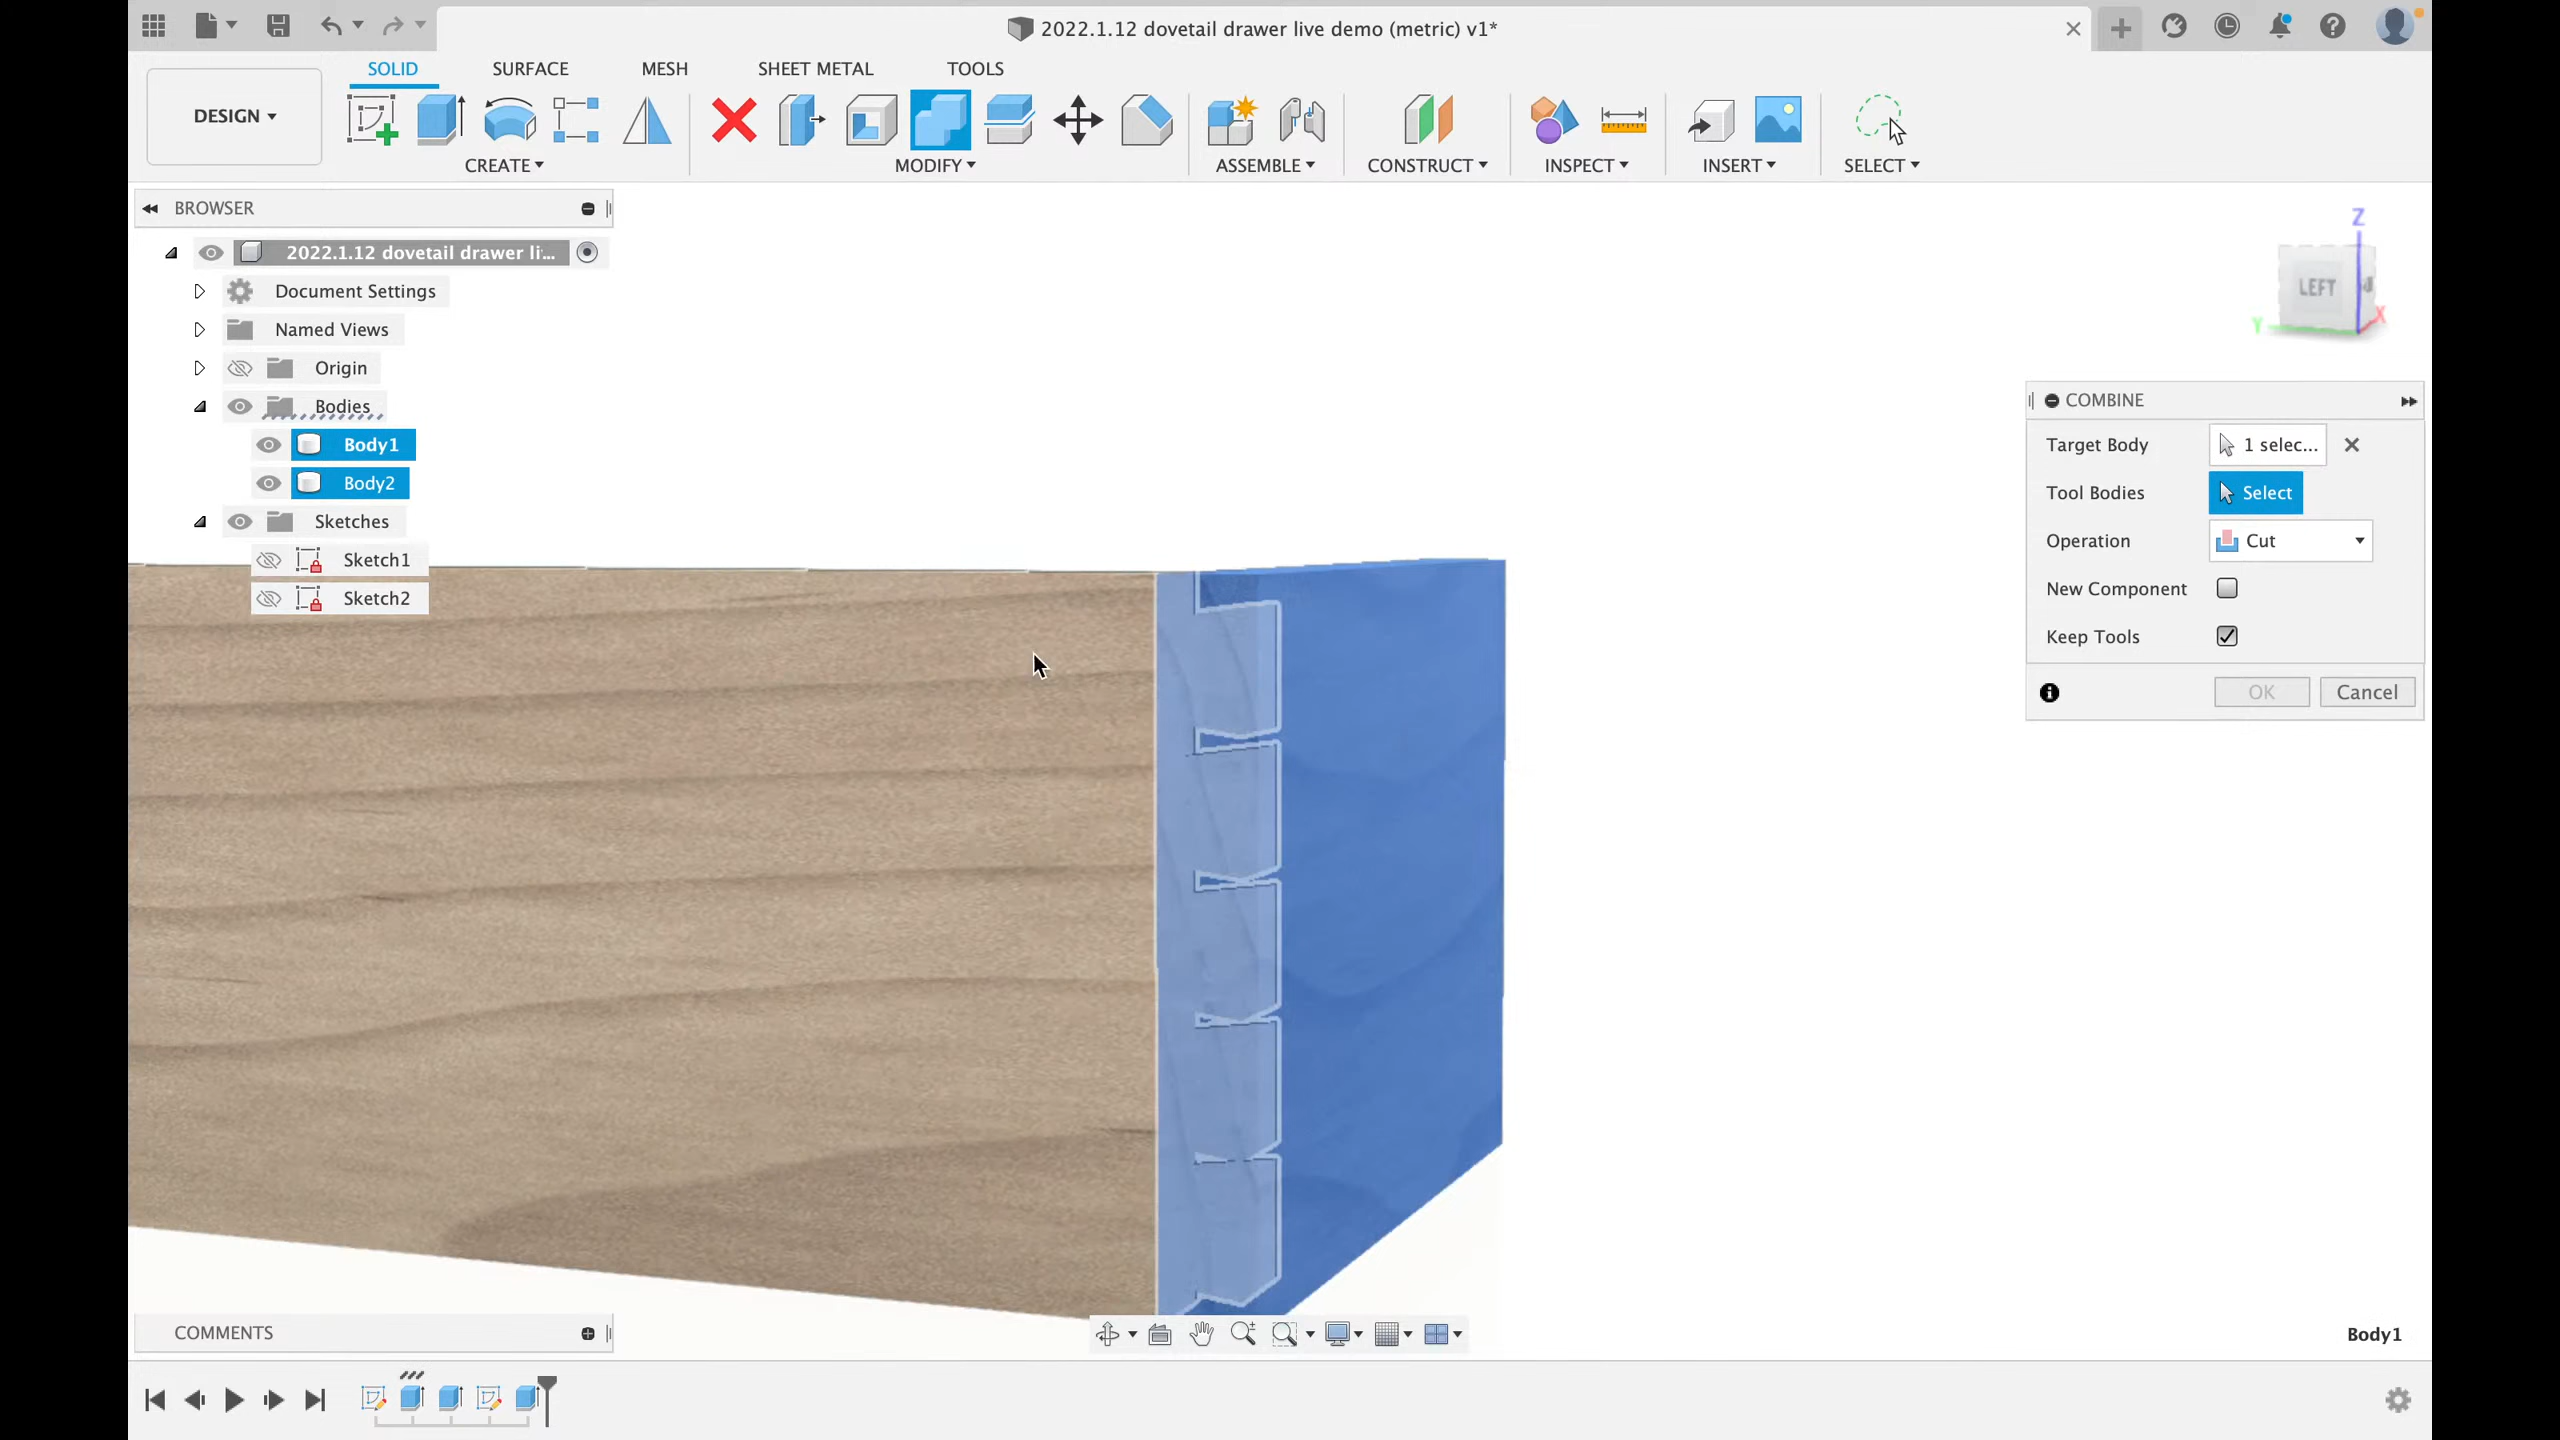 2022.1.12 dovetail drawer live demo (metric) v1*
SOLID SURFACE MESH SHEET METAL TOOLS
DESIGN
CREATE MODIFY ASSEMBLE CONSTRUCT INSPECT INSERT SELECT
BROWSER
2022.1.12 dovetail drawer li...
Document Settings
Named Views
Origin
Bodies
Body1
Body2
Sketches
Sketch1
Sketch2
Z
LEFT
Y
X
COMBINE
Target Body 1 selec...
Tool Bodies Select
Operation Cut
New Component
Keep Tools
OK Cancel
COMMENTS
Body1